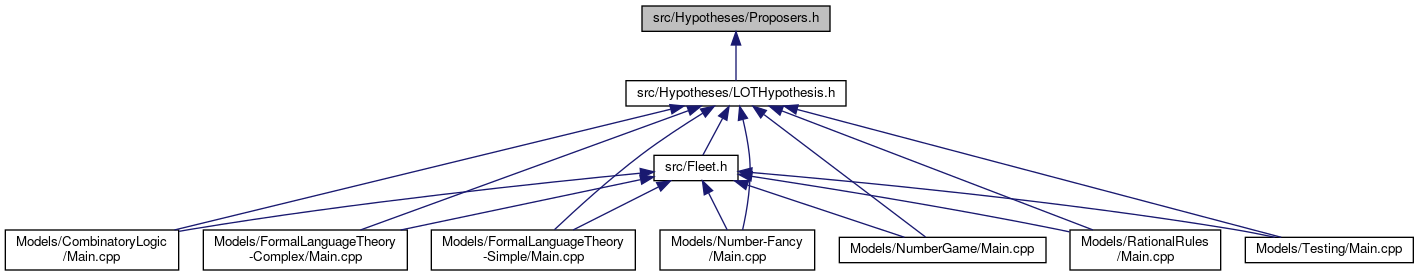 src/Hypotheses/Proposers.h
src/Hypotheses/LOTHypothesis.h
src/Fleet.h
Models/CombinatoryLogic
/Main.cpp
Models/FormalLanguageTheory
-Complex/Main.cpp
Models/FormalLanguageTheory
-Simple/Main.cpp
Models/Number-Fancy
/Main.cpp
Models/NumberGame/Main.cpp
Models/RationalRules
/Main.cpp
Models/Testing/Main.cpp